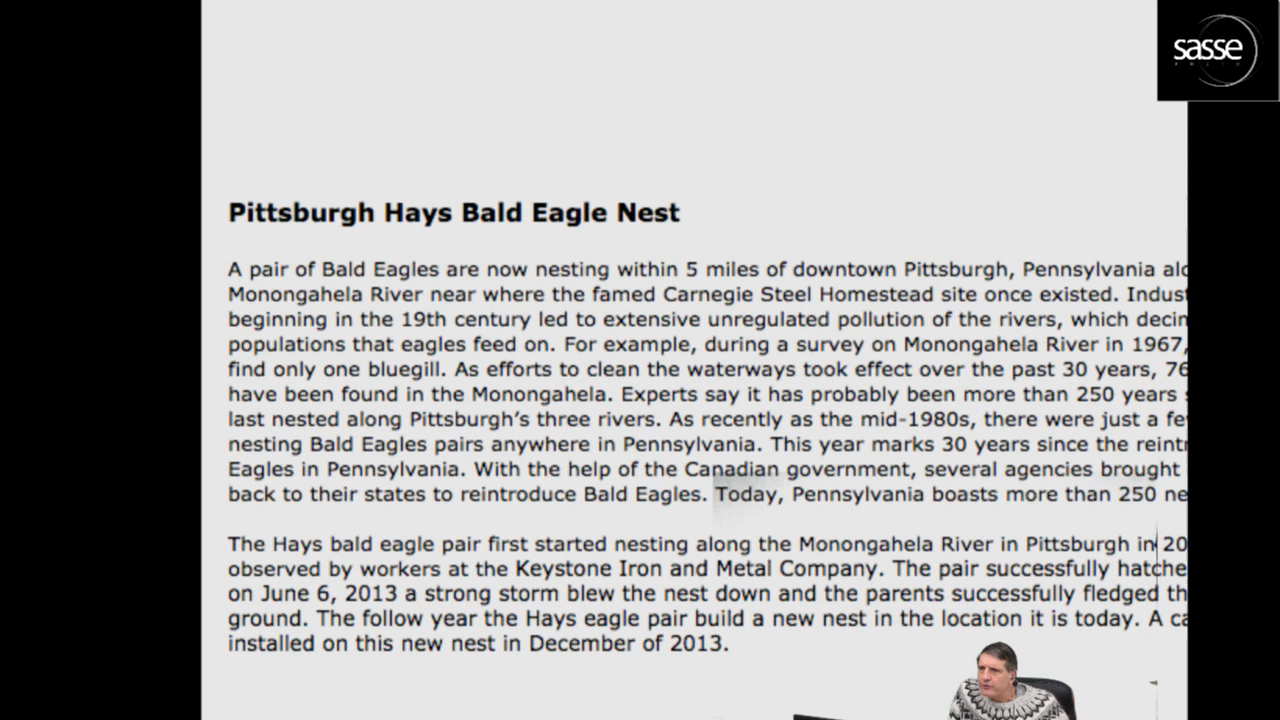 sasse
Pittsburgh Hays Bald Eagle Nest
A pair of Bald Eagles are now nesting within 5 miles of downtown Pittsburgh, Pennsylvania
Monongahela River near where the famed Carnegie Steel Homestead site once existed.
beginning in the 19th century led to extensive unregulated pollution of the rivers, which
populations that eagles feed on. For example, during a survey on Monongahela River in 1967,
find only one bluegill. As efforts to clean the waterways took effect over the past 30 years, 76
have been found in the Monongahela. Experts say it has probably been more than 250 years
last nested along Pittsburgh's three rivers. As recently as the mid-1980s, there were just a
nesting Bald Eagles pairs anywhere in Pennsylvania. This year marks 30 years since the
Eagles in Pennsylvania. With the help of the Canadian government, several agencies brought
back to their states to reintroduce Bald Eagles. Today, Pennsylvania boasts more than 250
The Hays bald eagle pair first started nesting along the Monongahela River in Pittsburgh in 20
observed by workers at the Keystone Iron and Metal Company. The pair successfully
on June 6, 2013 a strong storm blew the nest down and the parents successfully fledged
ground. The follow year the Hays eagle pair build a new nest in the location it is today. A
installed on this new nest in December of 2013.